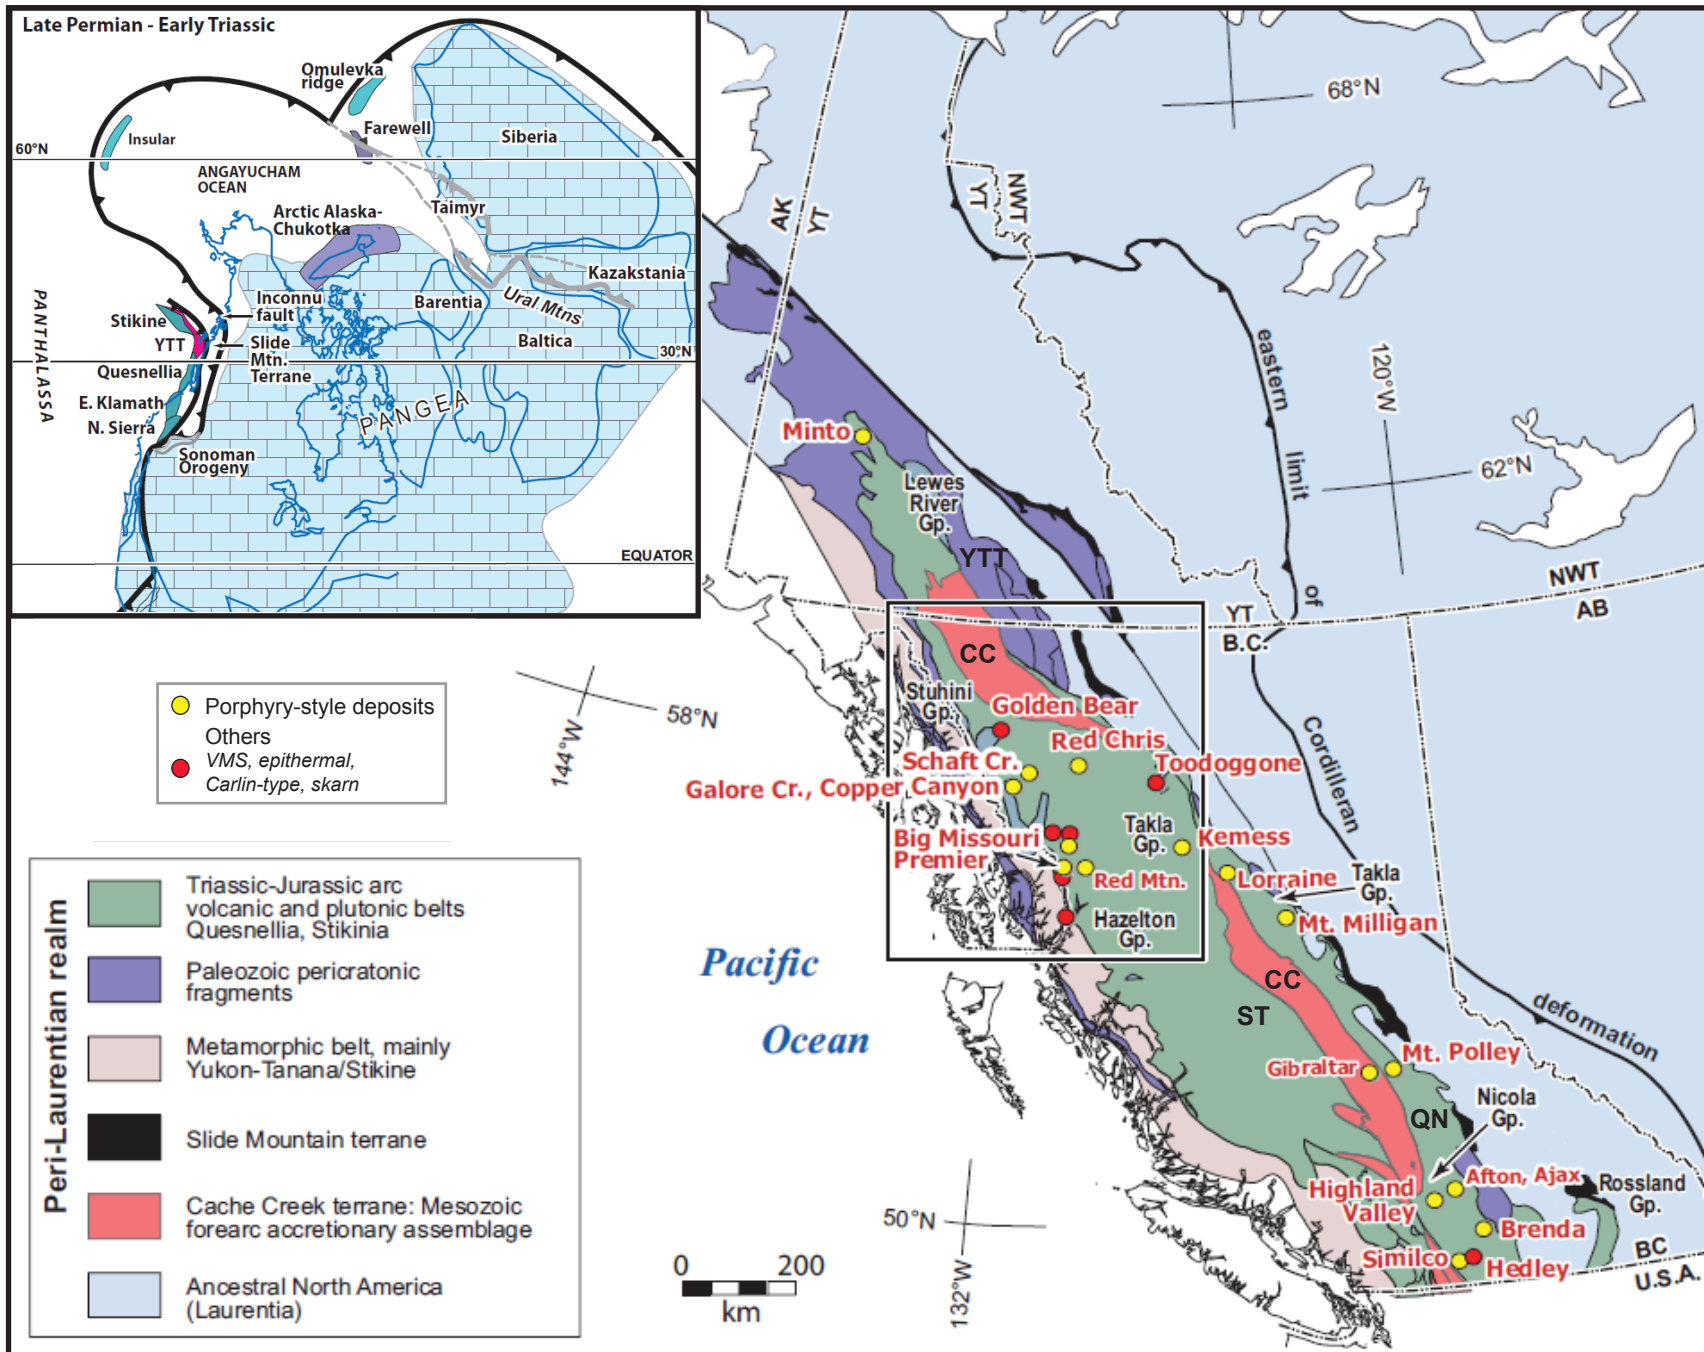 Late Permian - Early Triassic
Omulevka
ridge
Farewell
Siberia
Insular
60°N
ANGAYUCHAM
OCEAN
Arctic Alaska-
Chukotka
Taimyr
Kazakstania
Inconnu
fault
Barentia
Ural Mtns
Baltica
PANTHALASSA
Stikine
YTT
Slide
Mtn.
Terrane
30°N
Quesnellia
E. Klamath
N. Sierra
PANGEA
Sonoman
Orogeny
EQUATOR
Porphyry-style deposits
Others
VMS, epithermal,
Carlin-type, skarn
Peri-Laurentian realm
Triassic-Jurassic arc
volcanic and plutonic belts
Quesnellia, Stikinia
Paleozoic pericratonic
fragments
Metamorphic belt, mainly
Yukon-Tanana/Stikine
Slide Mountain terrane
Cache Creek terrane: Mesozoic
forearc accretionary assemblage
Ancestral North America
(Laurentia)
68°N
AK
YT
YT
NWT
eastern
limit
of
Cordilleran
deformation
120°W
62°N
Minto
Lewes
River
Gp.
YTT
NWT
AB
YT
B.C.
CC
Stuhini
Gp.
58°N
144°W
Golden Bear
Red Chris
Schaft Cr.
Toodoggone
Galore Cr., Copper Canyon
Takla
Gp.
Kemess
Big Missouri
Premier
Red Mtn.
Lorraine
Takla
Gp.
Hazelton
Gp.
Mt. Milligan
Pacific
Ocean
CC
ST
Gibraltar
Mt. Polley
Nicola
Gp.
QN
Afton, Ajax
Highland
Valley
Rossland
Gp.
Brenda
Similco
Hedley
BC
U.S.A.
50°N
132°W
0
200
km